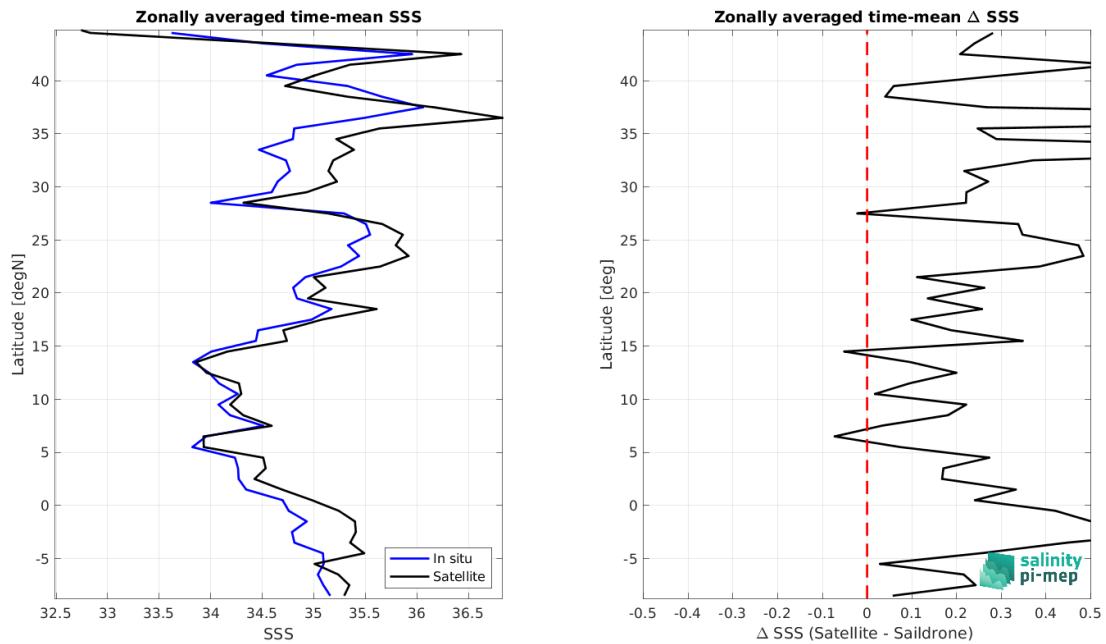 Zonally averaged time-mean SSS
Latitude [degN]
40
35
30
25
20
15
10
5
0
-5
32.5 33 33.5 34 34.5 35 35.5 36 36.5
SSS
In situ
Satellite
Zonally averaged time-mean Δ SSS
Latitude [deg]
40
35
30
25
20
15
10
5
0
-5
-0.5 -0.4 -0.3 -0.2 -0.1 0 0.1 0.2 0.3 0.4 0.5
Δ SSS (Satellite - Saildrone)
salinity
pi-mep